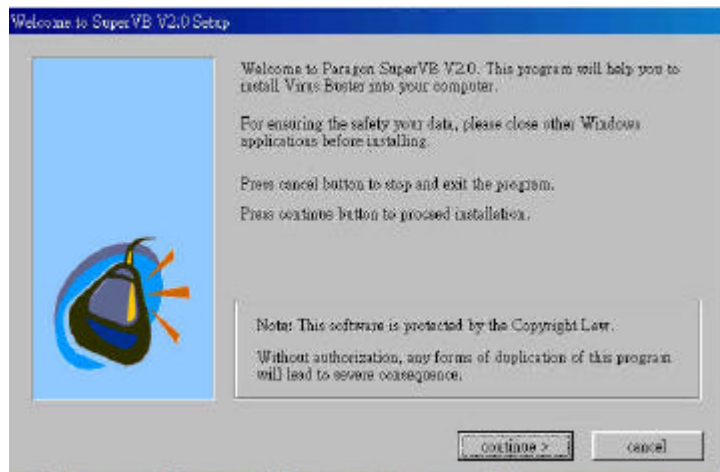 Welcome to SuperVB V2.0 Setup
Welcome to Paragon SuperVB V2.0. This program will help you to
install Virus Buster into your computer.
For ensuring the safety your data, please close other Windows
applications before installing.
Press cancel button to stop and exit the program.
Press continue button to proceed installation.
Note: This software is protected by the Copyright Law.
Without authorization, any forms of duplication of this program
will lead to severe consequence.
continue >
cancel